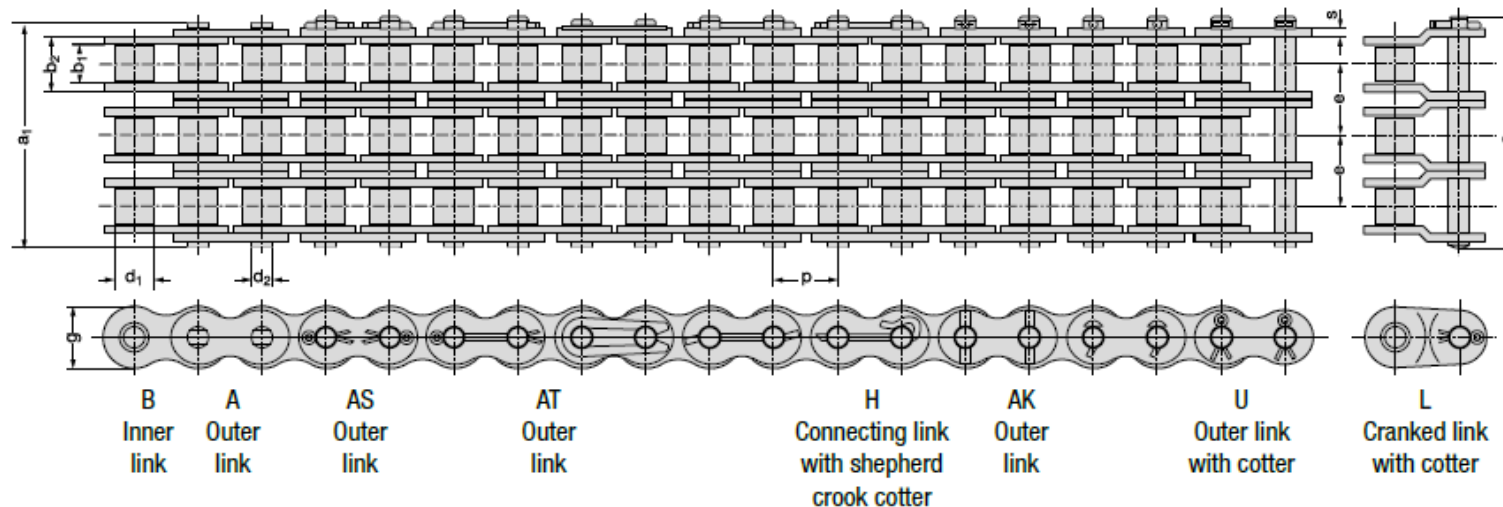 s
b₂
b₁
e
a₁
e
d₁
d₂
p
g
B
Inner
link
A
Outer
link
AS
Outer
link
AT
Outer
link
H
Connecting link
with shepherd
crook cotter
AK
Outer
link
U
Outer link
with cotter
L
Cranked link
with cotter